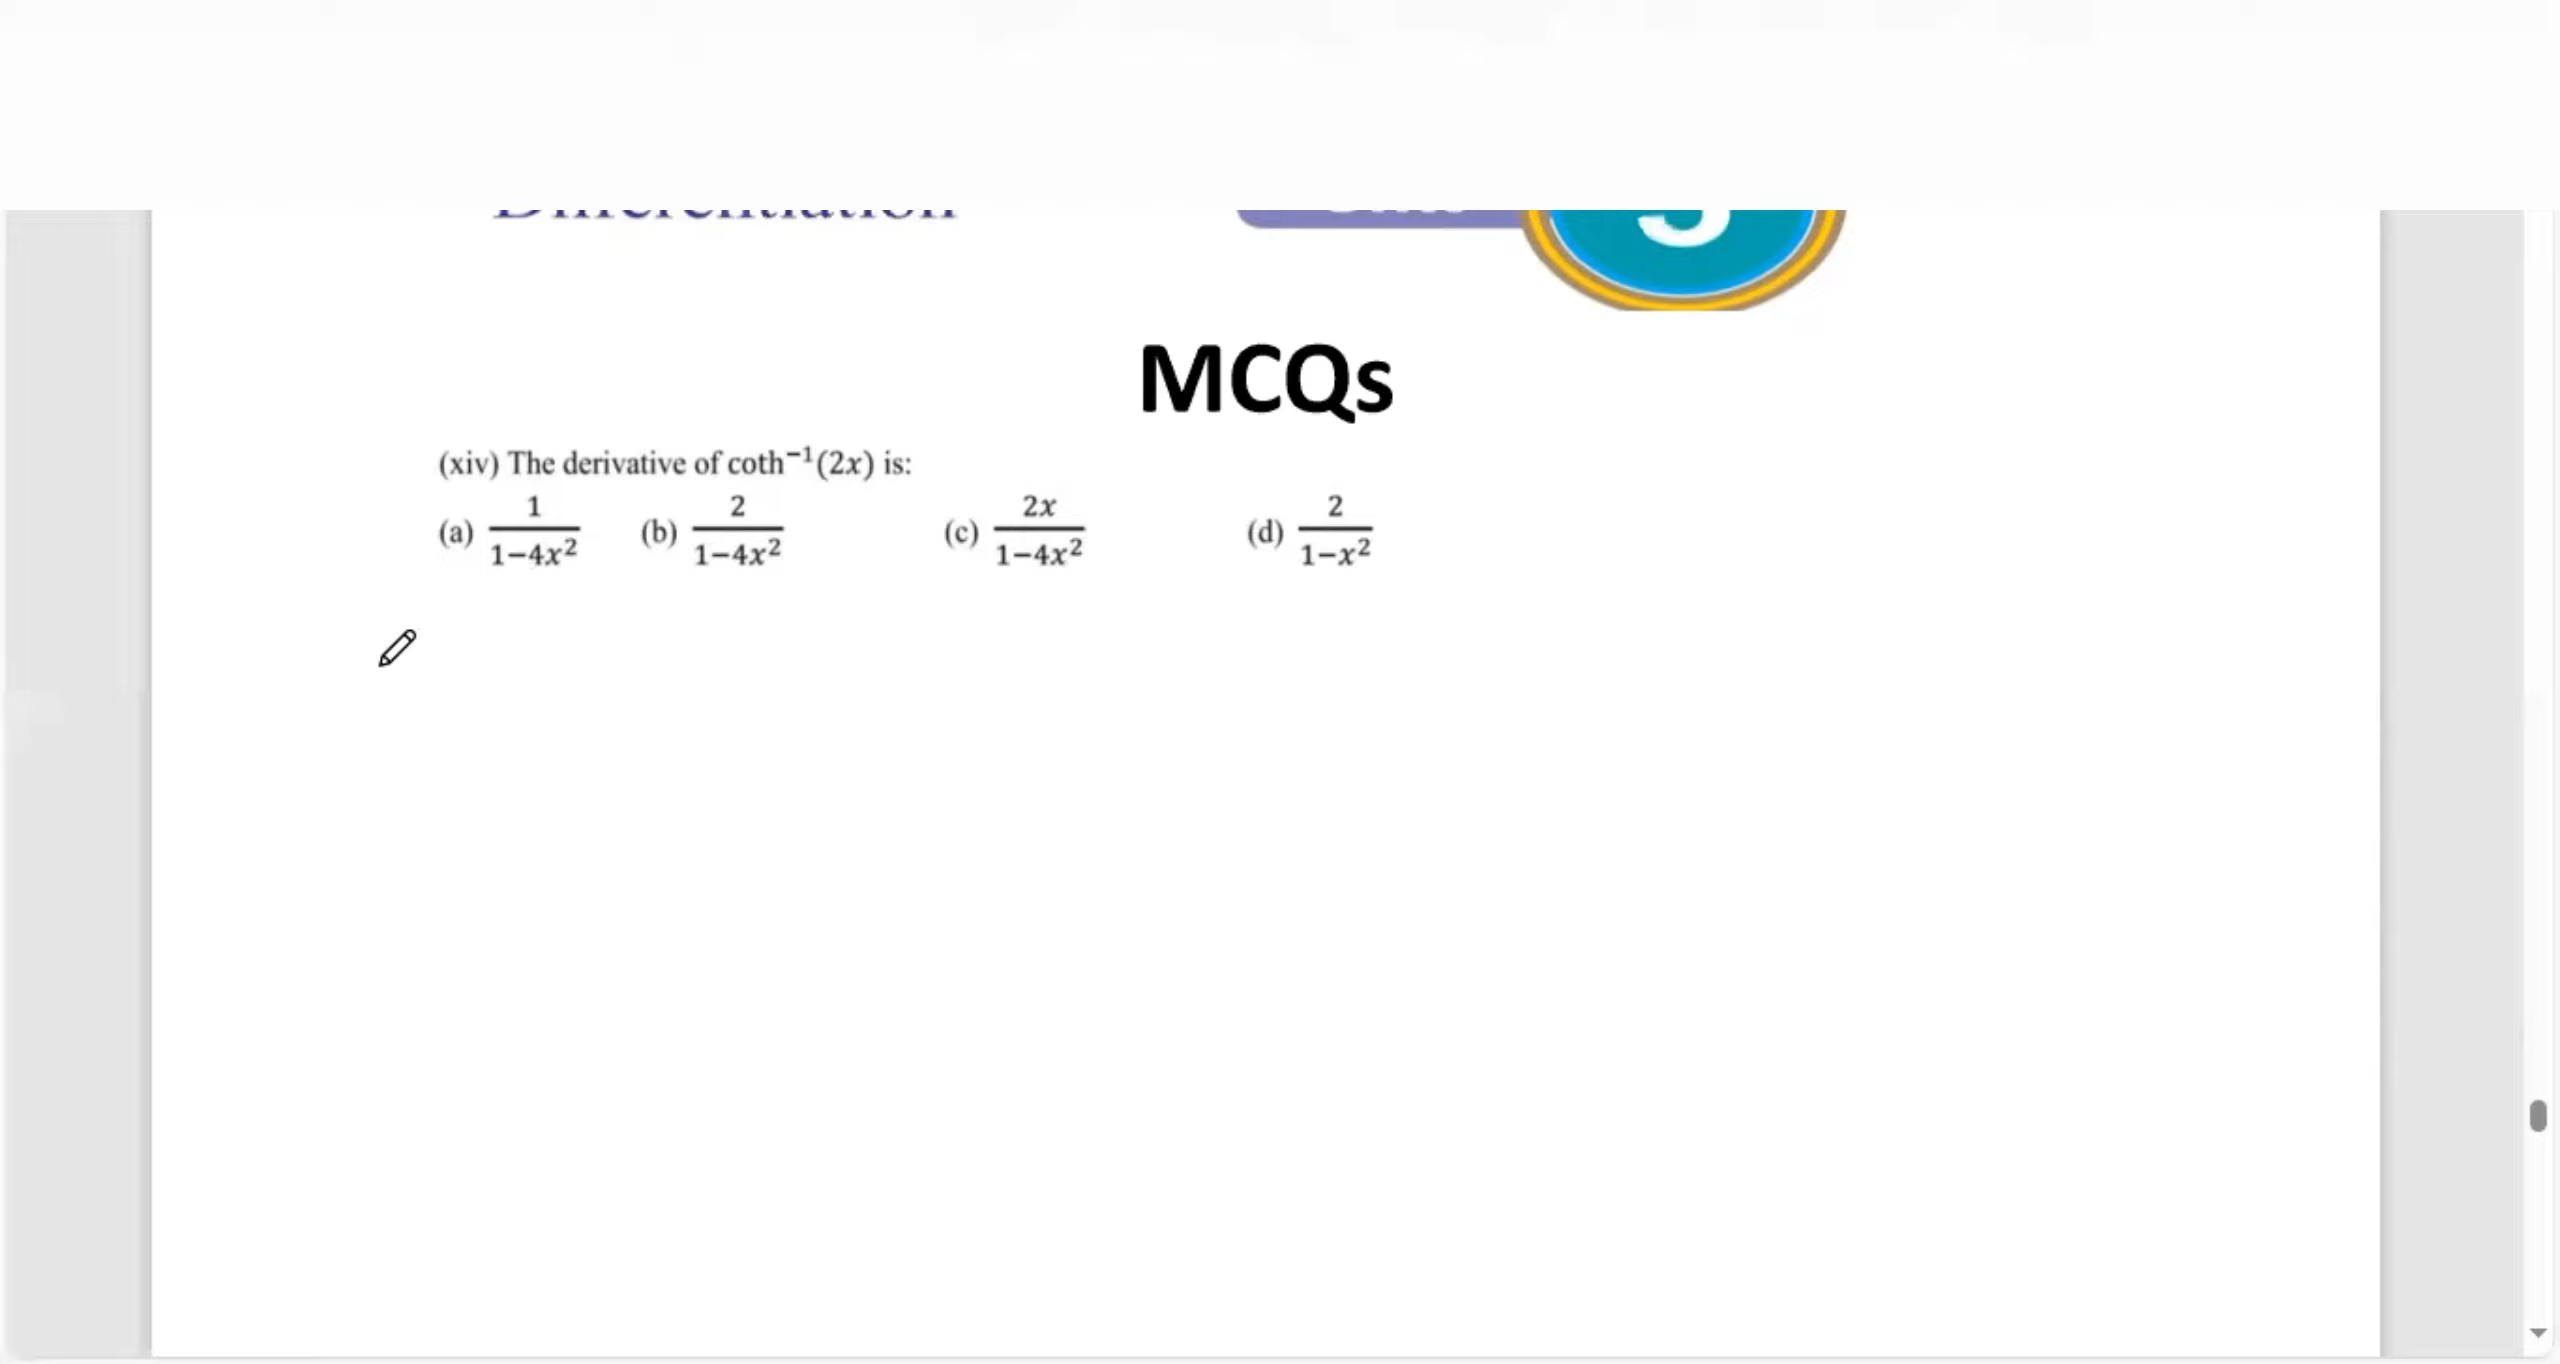 Differentiation
MCQs
(xiv) The derivative of coth⁻¹(2x) is:
(a) 1/1−4x² (b) 2/1−4x² (c) 2x/1−4x² (d) 2/1−x²